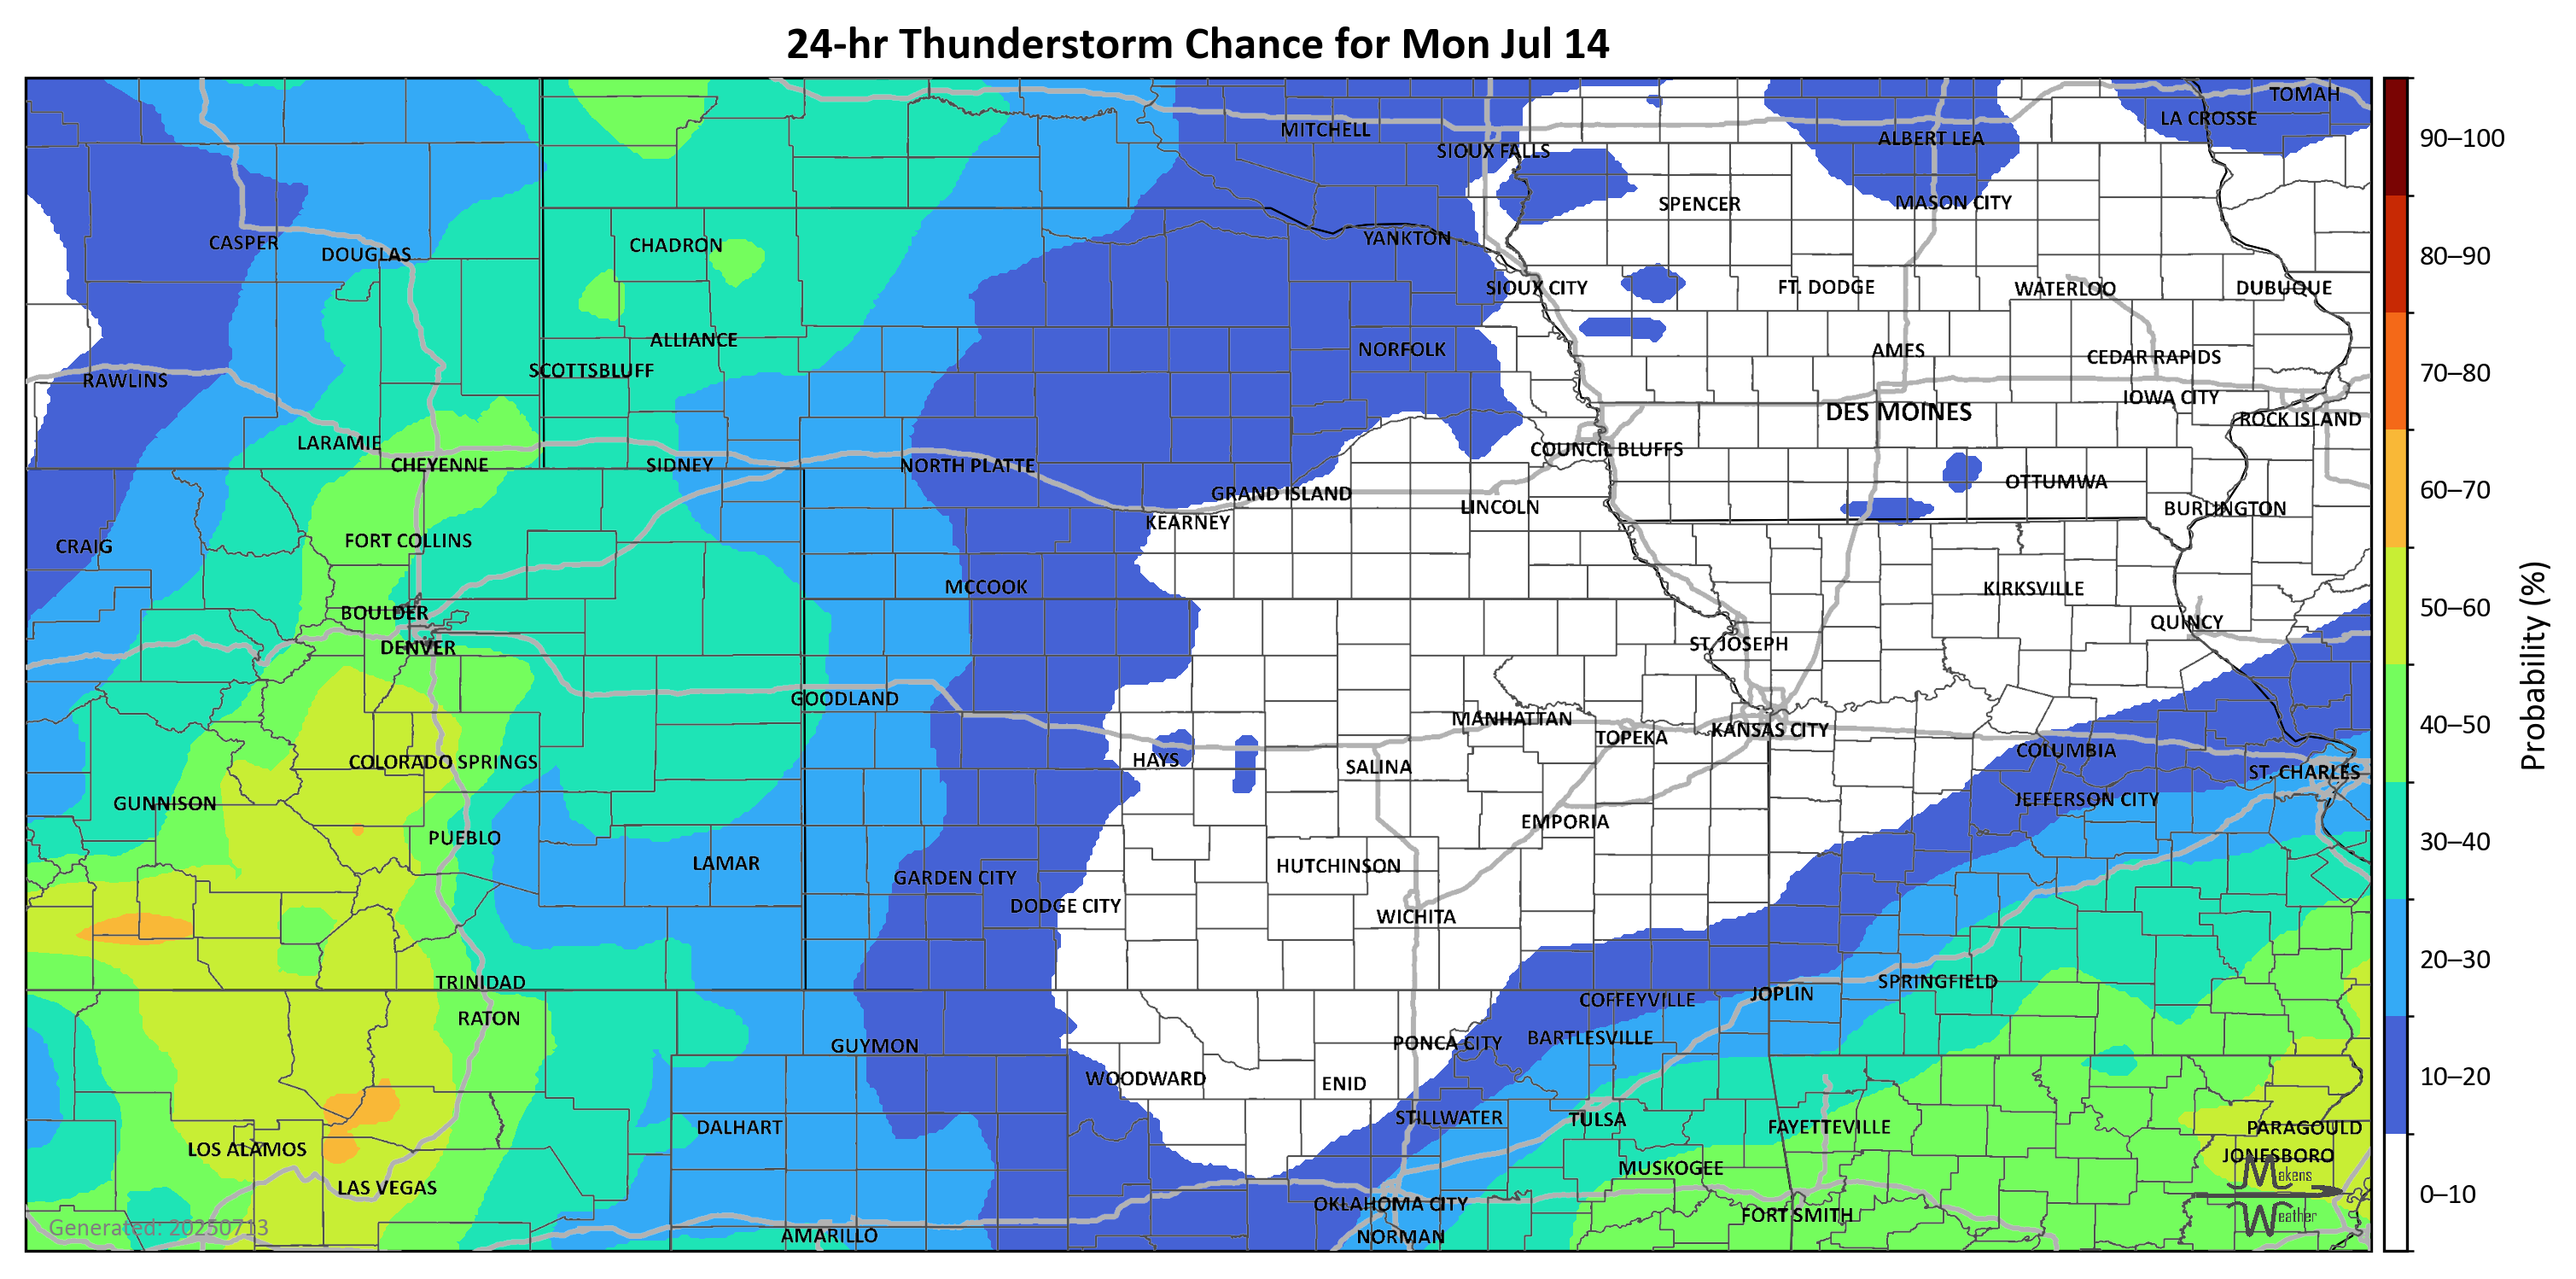 24-hr Thunderstorm Chance for Mon Jul 14
TOMAH
LA CROSSE
MITCHELL
ALBERT LEA
SIOUX FALLS
SPENCER
MASON CITY
CASPER
DOUGLAS
CHADRON
YANKTON
SIOUX CITY
FT. DODGE
WATERLOO
DUBUQUE
ALLIANCE
NORFOLK
AMES
CEDAR RAPIDS
RAWLINS
SCOTTSBLUFF
IOWA CITY
DES MOINES
ROCK ISLAND
LARAMIE
COUNCIL BLUFFS
CHEYENNE
SIDNEY
NORTH PLATTE
OTTUMWA
GRAND ISLAND
LINCOLN
BURLINGTON
KEARNEY
CRAIG
FORT COLLINS
MCCOOK
KIRKSVILLE
BOULDER
QUINCY
DENVER
ST. JOSEPH
GOODLAND
MANHATTAN
TOPEKA
KANSAS CITY
COLUMBIA
COLORADO SPRINGS
HAYS
SALINA
ST. CHARLES
GUNNISON
JEFFERSON CITY
EMPORIA
PUEBLO
LAMAR
HUTCHINSON
GARDEN CITY
DODGE CITY
WICHITA
TRINIDAD
SPRINGFIELD
COFFEYVILLE
JOPLIN
RATON
GUYMON
PONCA CITY
BARTLESVILLE
WOODWARD
ENID
STILLWATER
TULSA
DALHART
FAYETTEVILLE
PARAGOULD
LOS ALAMOS
JONESBORO
MUSKOGEE
LAS VEGAS
OKLAHOMA CITY
FORT SMITH
AMARILLO
NORMAN
Generated: 20250713
Makens
Weather
90–100
80–90
70–80
60–70
50–60
40–50
30–40
20–30
10–20
0–10
Probability (%)